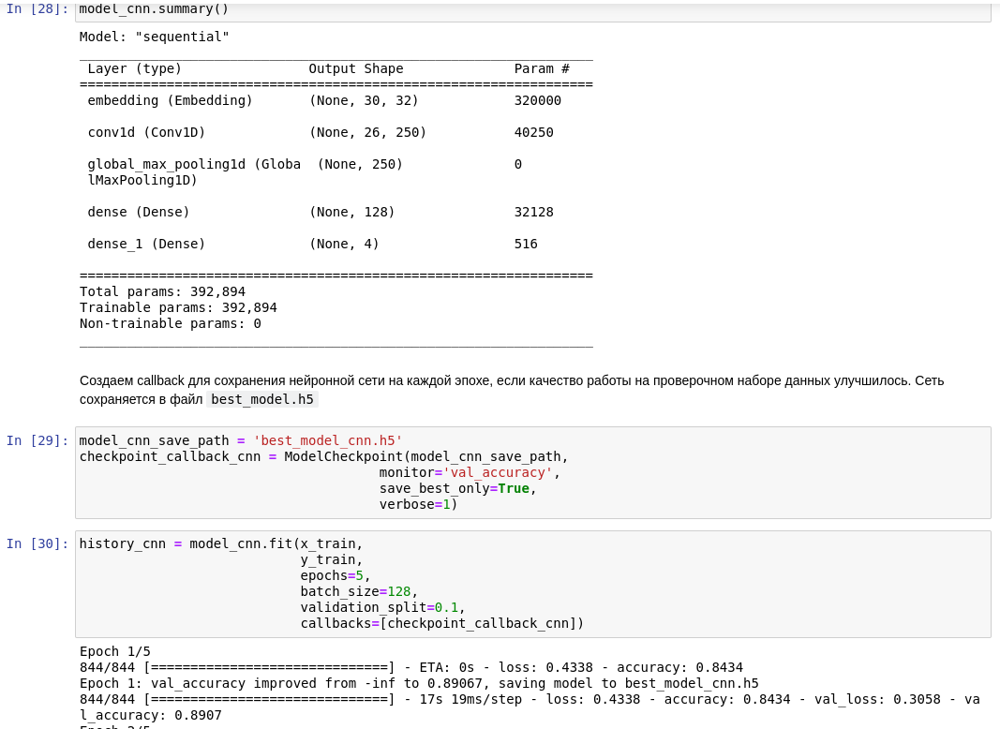 In [28]: model_cnn.summary()
Model: "sequential"
_________________________________________________________________
Layer (type) Output Shape Param #
=================================================================
embedding (Embedding) (None, 30, 32) 320000
conv1d (Conv1D) (None, 26, 250) 40250
global_max_pooling1d (Globa (None, 250) 0
lMaxPooling1D)
dense (Dense) (None, 128) 32128
dense_1 (Dense) (None, 4) 516
=================================================================
Total params: 392,894
Trainable params: 392,894
Non-trainable params: 0
_________________________________________________________________
Создаем callback для сохранения нейронной сети на каждой эпохе, если качество работы на проверочном наборе данных улучшилось. Сеть
сохраняется в файл best_model.h5
In [29]: model_cnn_save_path = 'best_model_cnn.h5'
checkpoint_callback_cnn = ModelCheckpoint(model_cnn_save_path,
monitor='val_accuracy',
save_best_only=True,
verbose=1)
In [30]: history_cnn = model_cnn.fit(x_train,
y_train,
epochs=5,
batch_size=128,
validation_split=0.1,
callbacks=[checkpoint_callback_cnn])
Epoch 1/5
844/844 [==============================] - ETA: 0s - loss: 0.4338 - accuracy: 0.8434
Epoch 1: val_accuracy improved from -inf to 0.89067, saving model to best_model_cnn.h5
844/844 [==============================] - 17s 19ms/step - loss: 0.4338 - accuracy: 0.8434 - val_loss: 0.3058 - va
l_accuracy: 0.8907
Epoch 2/5